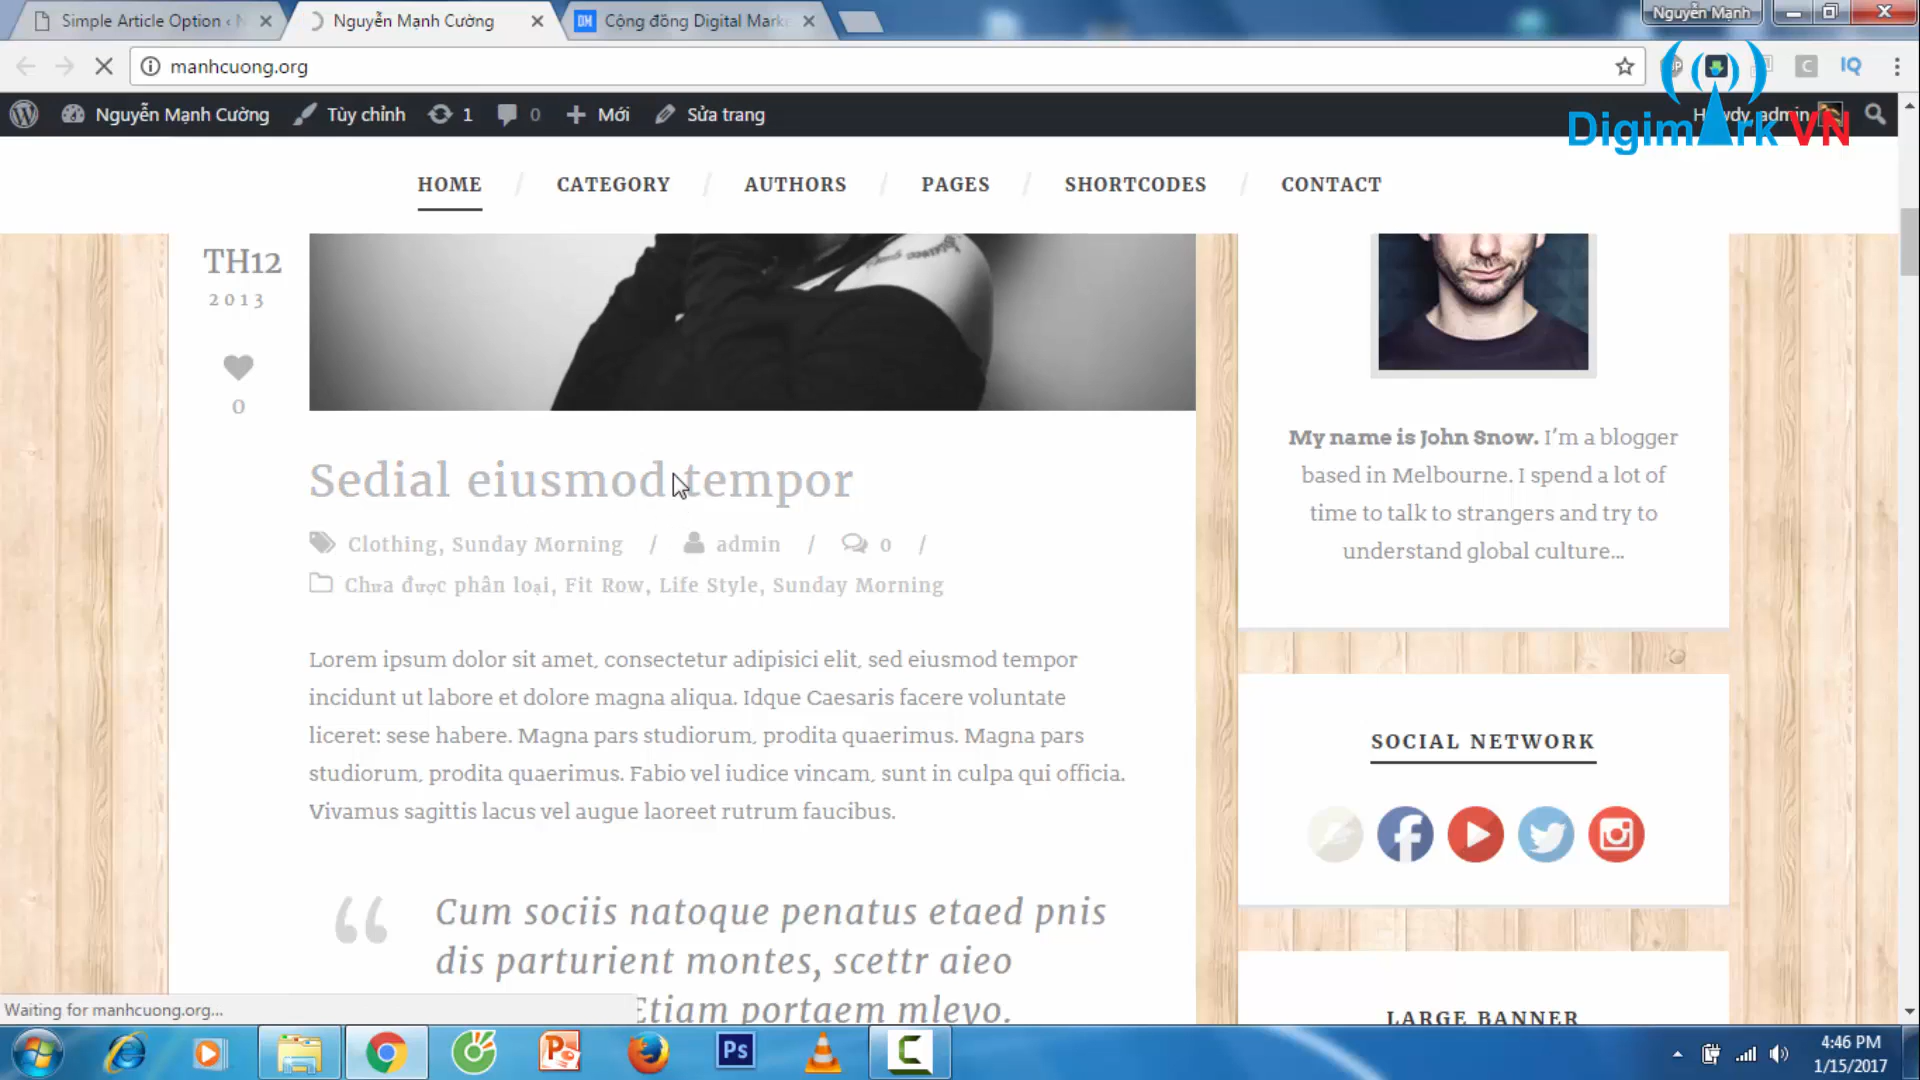 Simple Article Option ‹ N
Nguyễn Mạnh Cường
DM Cộng đồng Digital Marke
Nguyễn Mạnh
manhcuong.org
C IQ
Nguyễn Mạnh Cường Tùy chỉnh 1 0 Mới Sửa trang
admin
Digimark VN
HOME / CATEGORY / AUTHORS / PAGES / SHORTCODES / CONTACT
TH12
2013
0
Sedial eiusmod tempor
Clothing, Sunday Morning / admin / 0 /
Chưa được phân loại, Fit Row, Life Style, Sunday Morning
Lorem ipsum dolor sit amet, consectetur adipisici elit, sed eiusmod tempor
incidunt ut labore et dolore magna aliqua. Idque Caesaris facere voluntate
liceret: sese habere. Magna pars studiorum, prodita quaerimus. Magna pars
studiorum, prodita quaerimus. Fabio vel iudice vincam, sunt in culpa qui officia.
Vivamus sagittis lacus vel augue laoreet rutrum faucibus.
“ Cum sociis natoque penatus etaed pnis
dis parturient montes, scettr aieo
Etiam portaem mleyo.
My name is John Snow. I’m a blogger
based in Melbourne. I spend a lot of
time to talk to strangers and try to
understand global culture...
SOCIAL NETWORK
LARGE BANNER
Waiting for manhcuong.org...
Ps
4:46 PM
1/15/2017